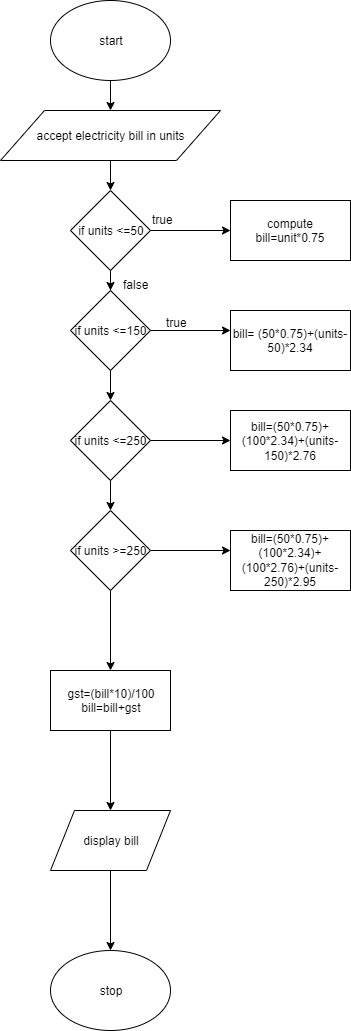 start
accept electricity bill in units
if units <=50
true
compute
bill=unit*0.75
false
if units <=150
true
bill= (50*0.75)+(units-
50)*2.34
if units <=250
bill=(50*0.75)+
(100*2.34)+(units-
150)*2.76
if units >=250
bill=(50*0.75)+
(100*2.34)+
(100*2.76)+(units-
250)*2.95
gst=(bill*10)/100
bill=bill+gst
display bill
stop